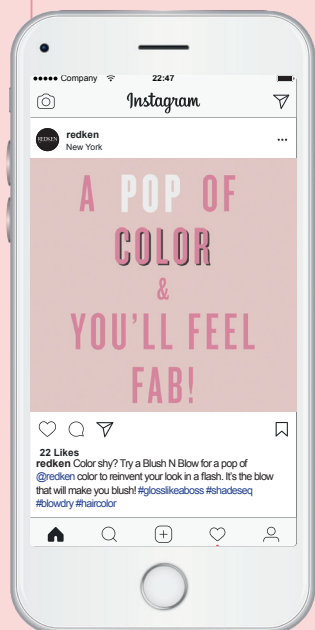 Company 22:47
Instagram
REDKEN
redken
New York
A POP OF
COLOR
&
YOU'LL FEEL
FAB!
22 Likes
redken Color shy? Try a Blush N Blow for a pop of
@redken color to reinvent your look in a flash. It's the blow
that will make you blush! #glosslikeaboss #shadeseq
#blowdry #haircolor